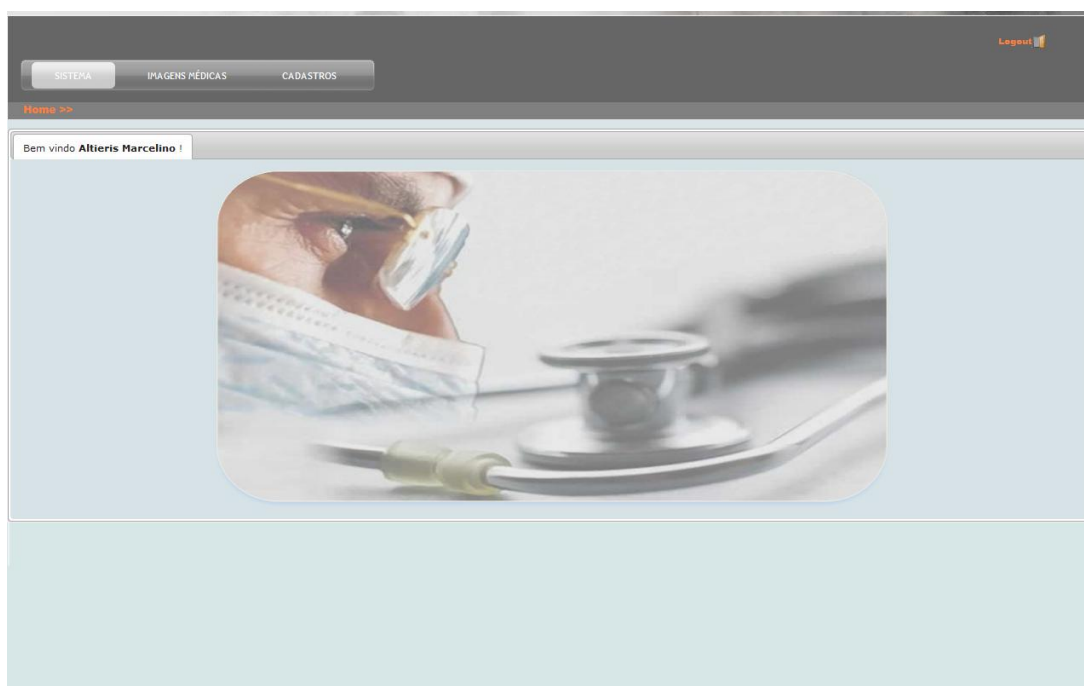 Logout
SISTEMA IMAGENS MÉDICAS CADASTROS
Home >>
Bem vindo Altieris Marcelino !